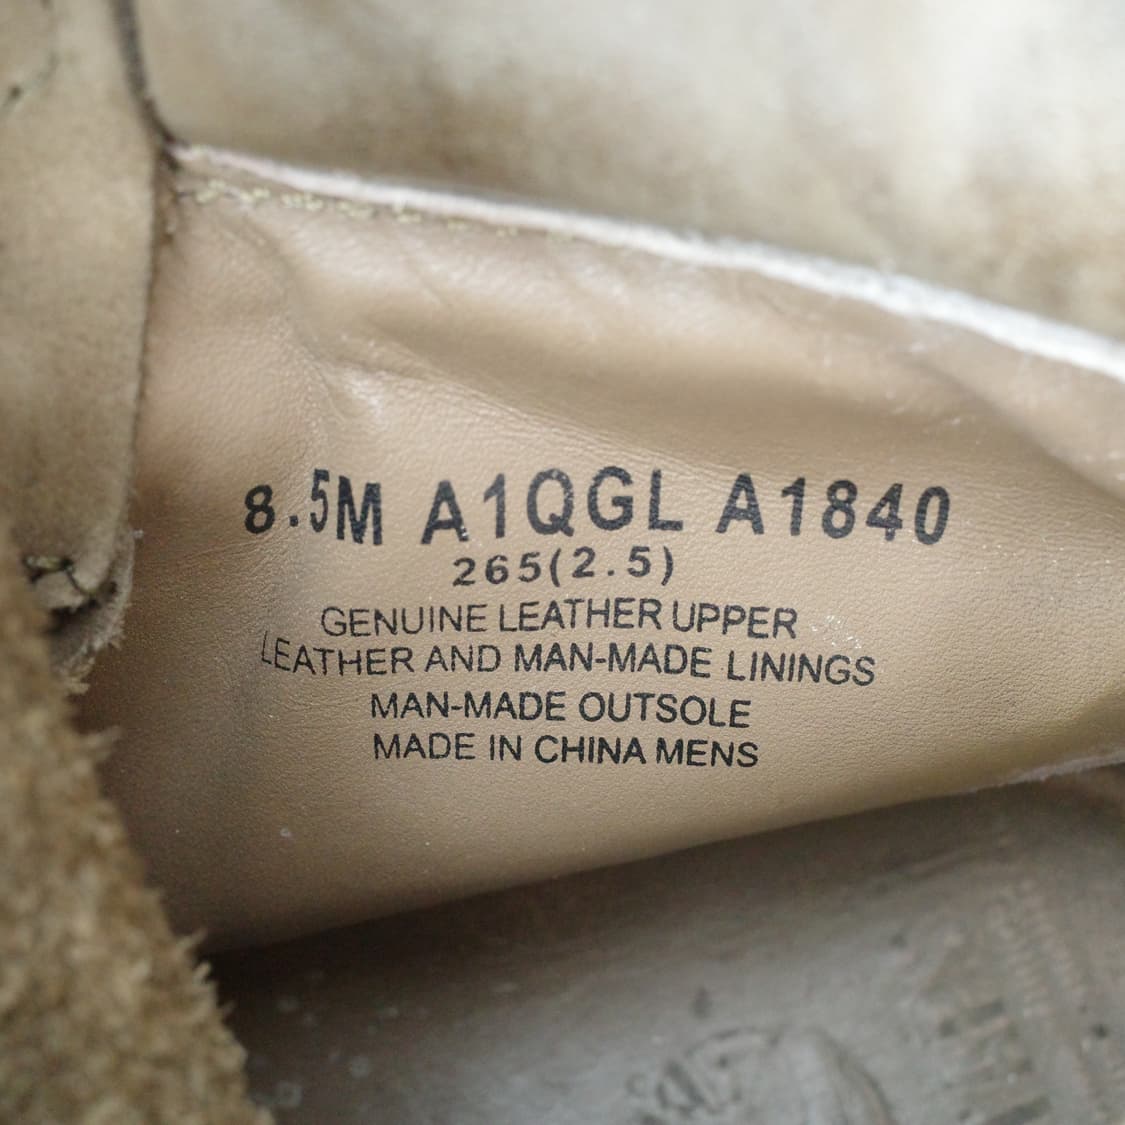 8.5M A1QGL A1840
265(2.5)
GENUINE LEATHER UPPER
LEATHER AND MAN-MADE LININGS
MAN-MADE OUTSOLE
MADE IN CHINA MENS